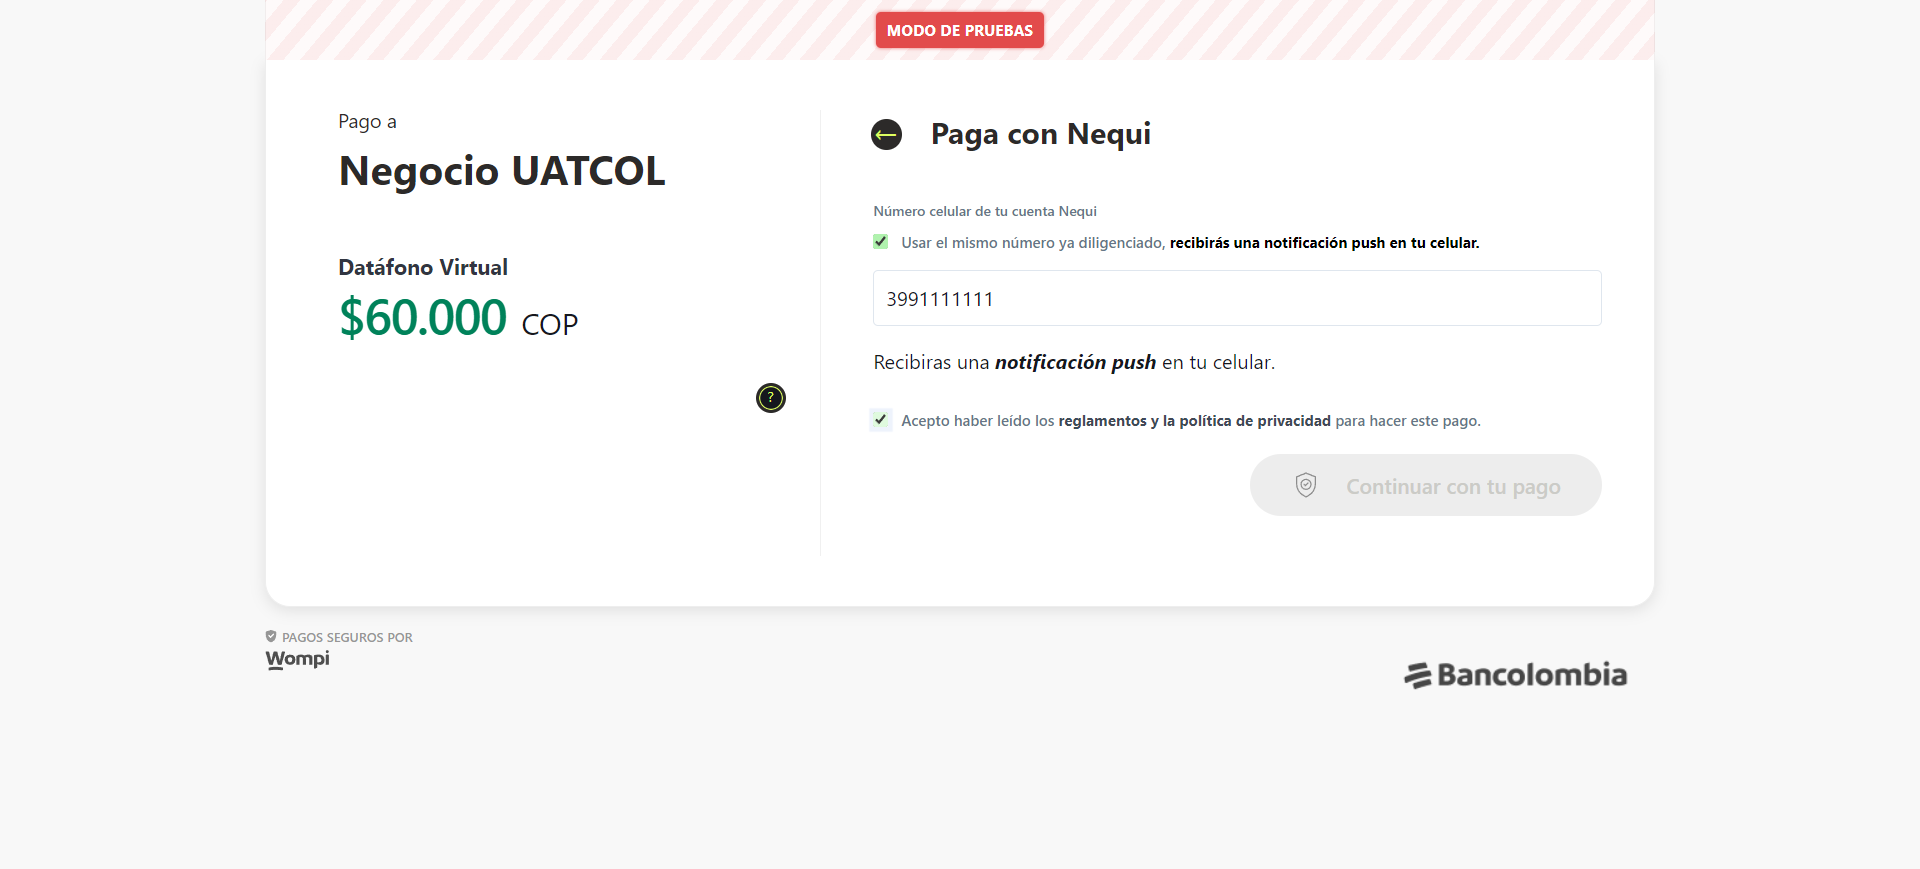 MODO DE PRUEBAS
Pago a
Negocio UATCOL
Datáfono Virtual
$60.000 COP
?
Paga con Nequi
Número celular de tu cuenta Nequi
Usar el mismo número ya diligenciado, recibirás una notificación push en tu celular.
3991111111
Recibiras una notificación push en tu celular.
Acepto haber leído los reglamentos y la política de privacidad para hacer este pago.
Continuar con tu pago
PAGOS SEGUROS POR
Wompi
Bancolombia